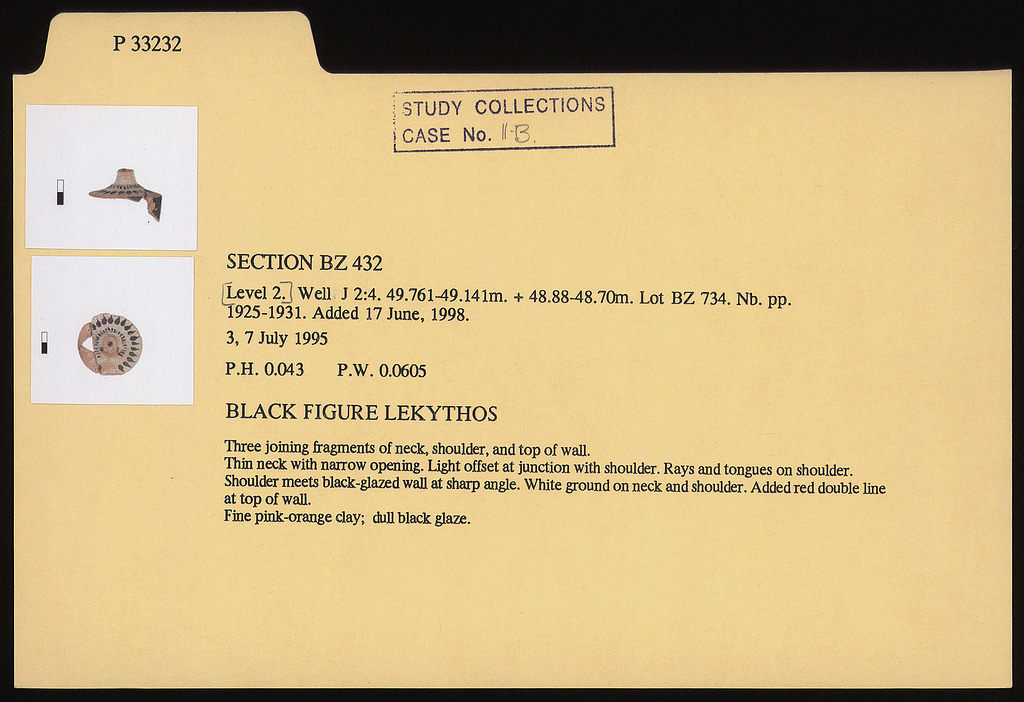 P 33232
STUDY COLLECTIONS
CASE No. 11-B.
SECTION BZ 432
[Level 2.] Well J 2:4. 49.761-49.141m. + 48.88-48.70m. Lot BZ 734. Nb. pp.
1925-1931. Added 17 June, 1998.
3, 7 July 1995
P.H. 0.043 P.W. 0.0605
BLACK FIGURE LEKYTHOS
Three joining fragments of neck, shoulder, and top of wall.
Thin neck with narrow opening. Light offset at junction with shoulder. Rays and tongues on shoulder.
Shoulder meets black-glazed wall at sharp angle. White ground on neck and shoulder. Added red double line
at top of wall.
Fine pink-orange clay; dull black glaze.